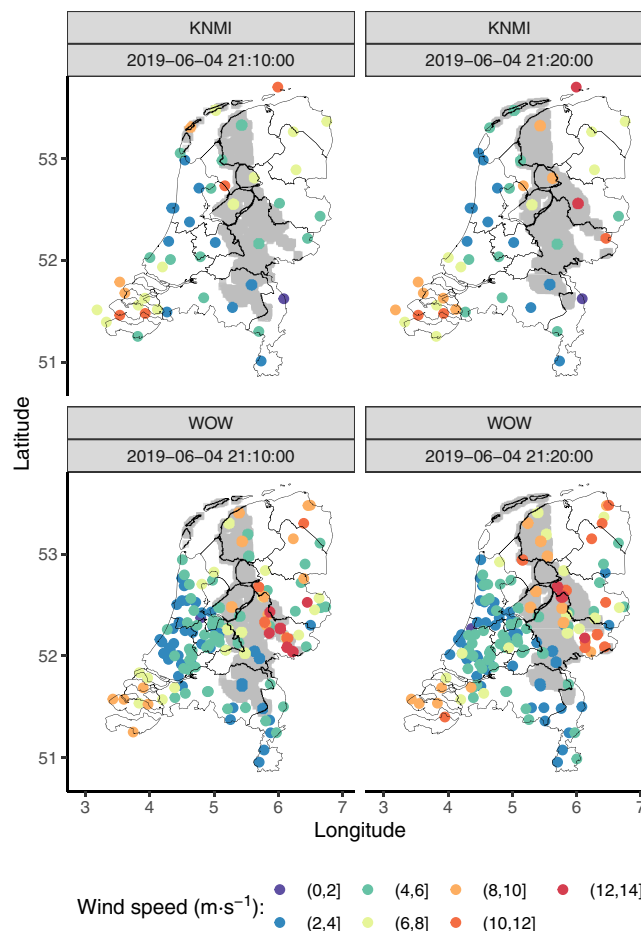 KNMI KNMI
2019−06−04 21:10:00 2019−06−04 21:20:00
53
52
51
WOW WOW
2019−06−04 21:10:00 2019−06−04 21:20:00
53
52
51
Latitude
3 4 5 6 7 3 4 5 6 7
Longitude
Wind speed (m·s−1): (0,2] (4,6] (8,10] (12,14]
(2,4] (6,8] (10,12]